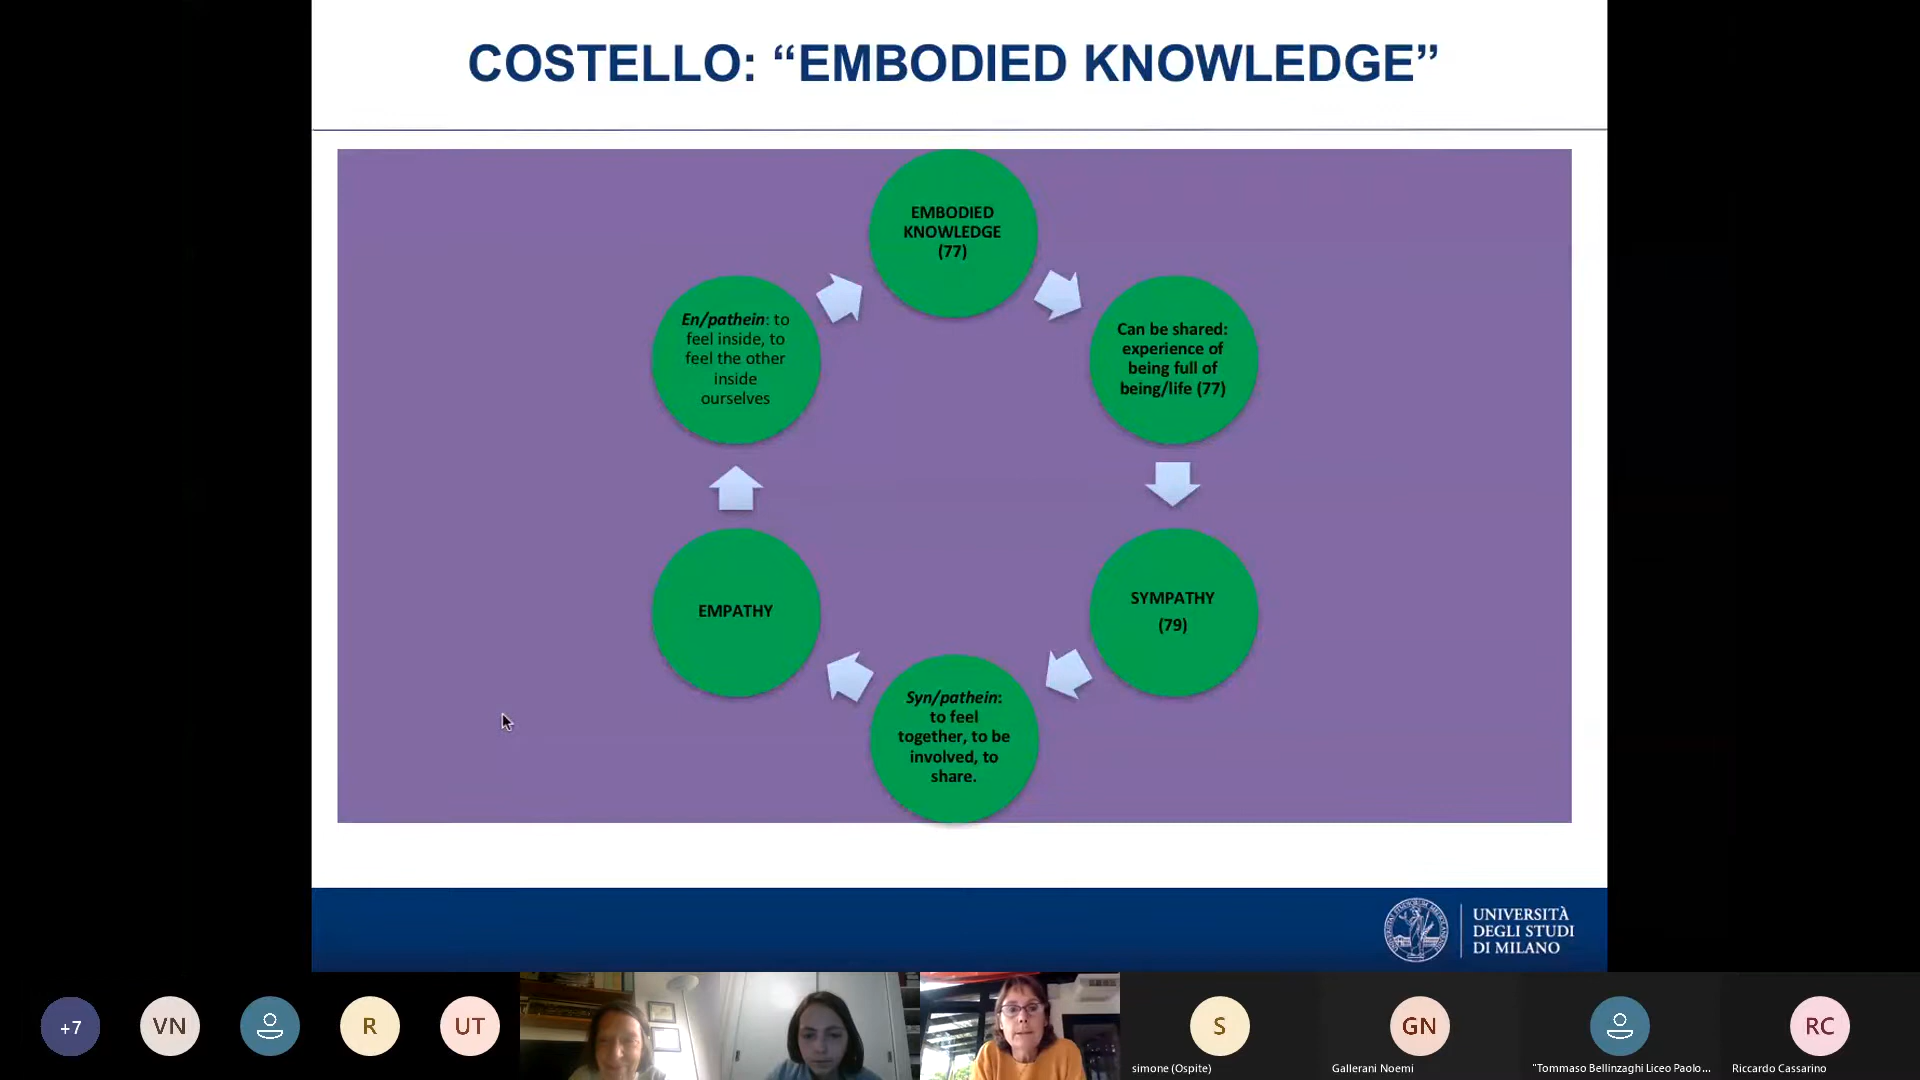 COSTELLO: “EMBODIED KNOWLEDGE”
EMBODIED
KNOWLEDGE
(77)
Can be shared:
experience of
being full of
being/life (77)
SYMPATHY
(79)
Syn/pathein:
to feel
together, to be
involved, to
share.
EMPATHY
En/pathein: to
feel inside, to
feel the other
inside
ourselves
UNIVERSITÀ
DEGLI STUDI
DI MILANO
+7
VN
R
UT
S
GN
RC
simone (Ospite)
Gallerani Noemi
"Tommaso Bellinzaghi Liceo Paolo...
Riccardo Cassarino